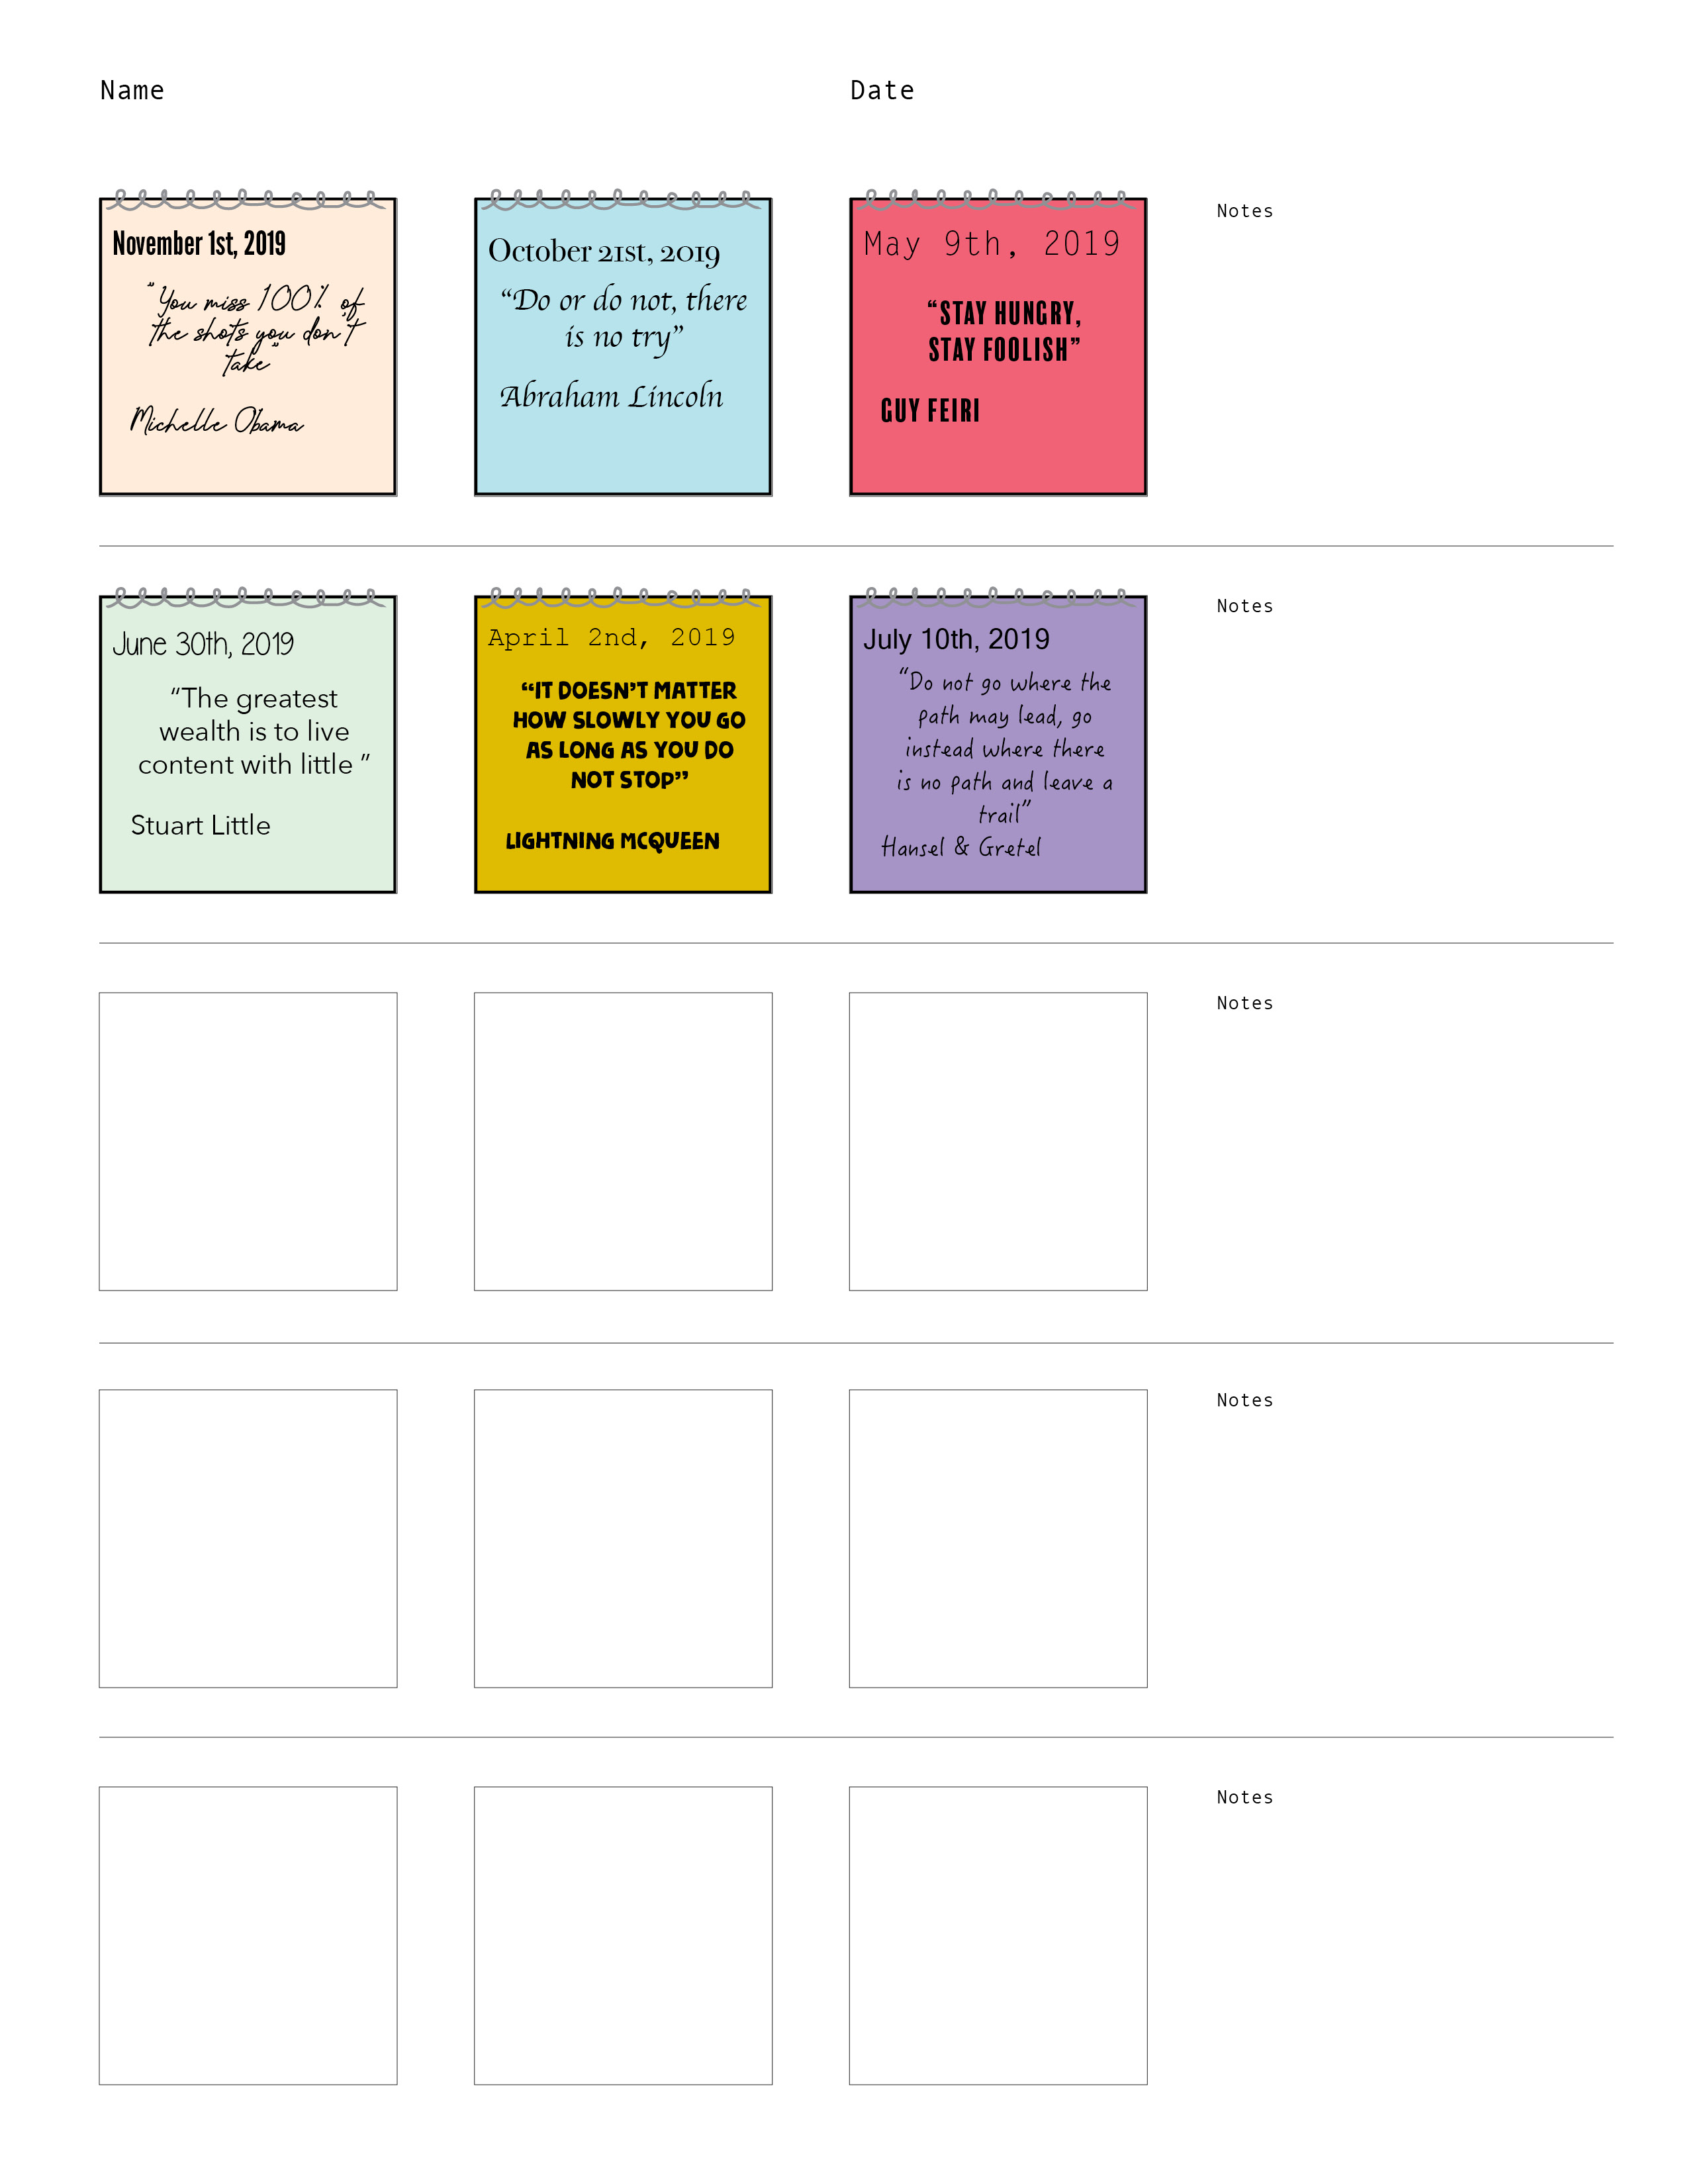 Name
Date
November 1st, 2019
"You miss 100% of
the shots you don't
take"
Michelle Obama
October 21st, 2019
“Do or do not, there
is no try”
Abraham Lincoln
May 9th, 2019
“STAY HUNGRY,
STAY FOOLISH”
GUY FEIRI
Notes
June 30th, 2019
“The greatest
wealth is to live
content with little ”
Stuart Little
April 2nd, 2019
“IT DOESN’T MATTER
HOW SLOWLY YOU GO
AS LONG AS YOU DO
NOT STOP”
LIGHTNING MCQUEEN
July 10th, 2019
“Do not go where the
path may lead, go
instead where there
is no path and leave a
trail”
Hansel & Gretel
Notes
Notes
Notes
Notes